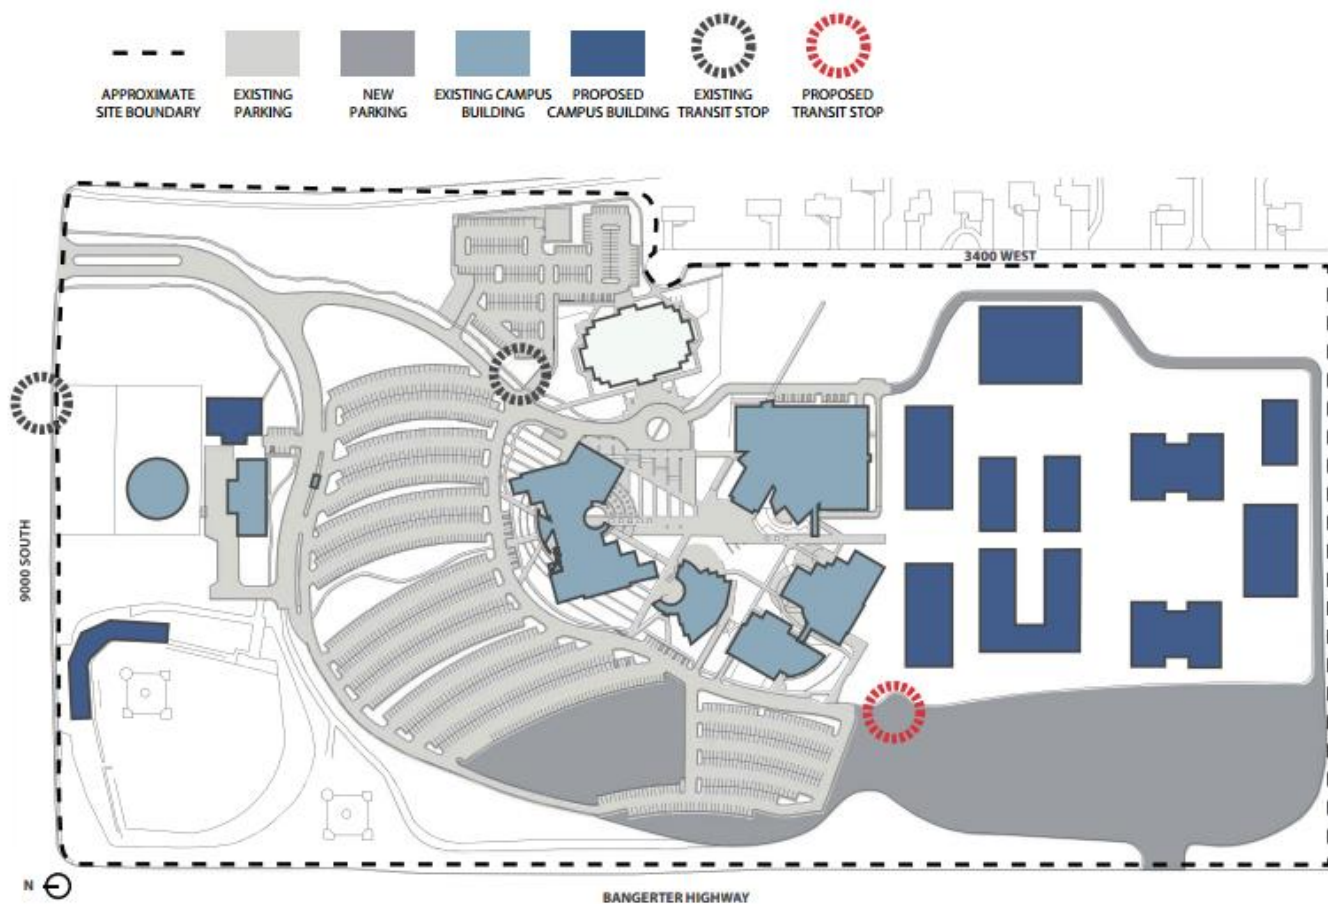 APPROXIMATE
SITE BOUNDARY
EXISTING
PARKING
NEW
PARKING
EXISTING CAMPUS
BUILDING
PROPOSED
CAMPUS BUILDING
EXISTING
TRANSIT STOP
PROPOSED
TRANSIT STOP
3400 WEST
9000 SOUTH
N
BANGERTER HIGHWAY